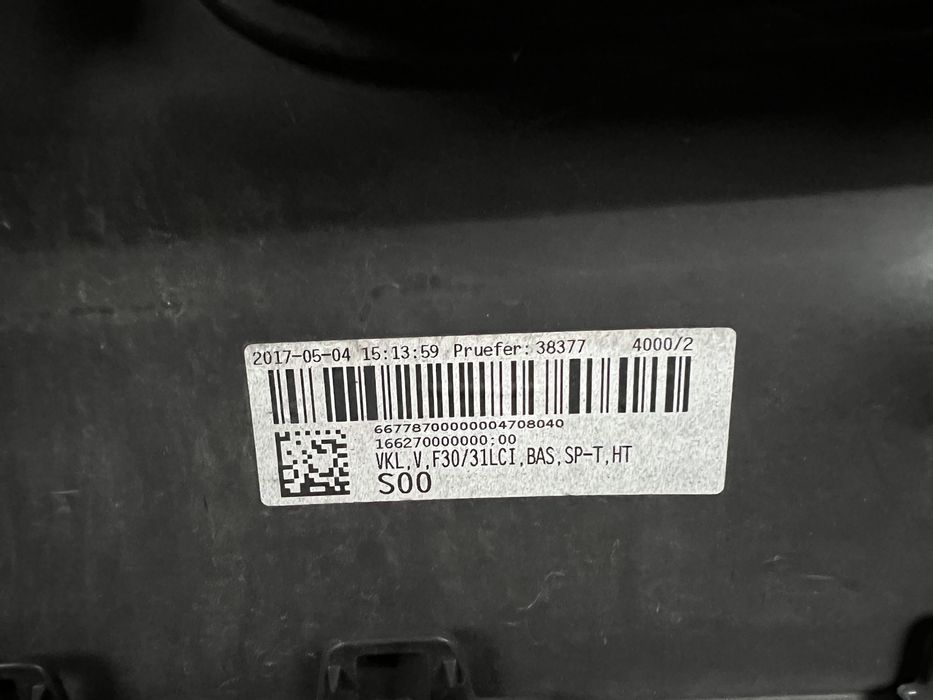 2017-05-04 15:13:59 Pruefer:38377 4000/2
66778700000004708040
166270000000;00
VKL,V,F30/31LCI,BAS,SP-T,HT
S00